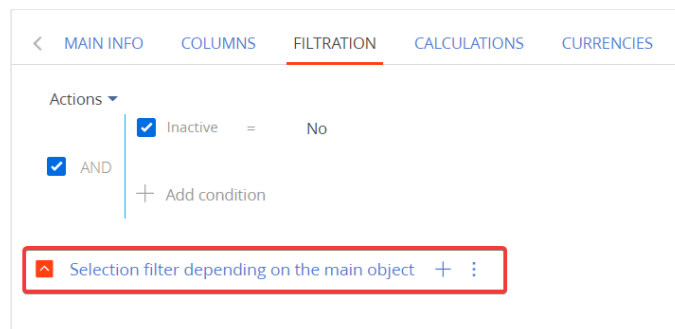 MAIN INFO COLUMNS FILTRATION CALCULATIONS CURRENCIES
Actions
Inactive = No
AND
Add condition
Selection filter depending on the main object